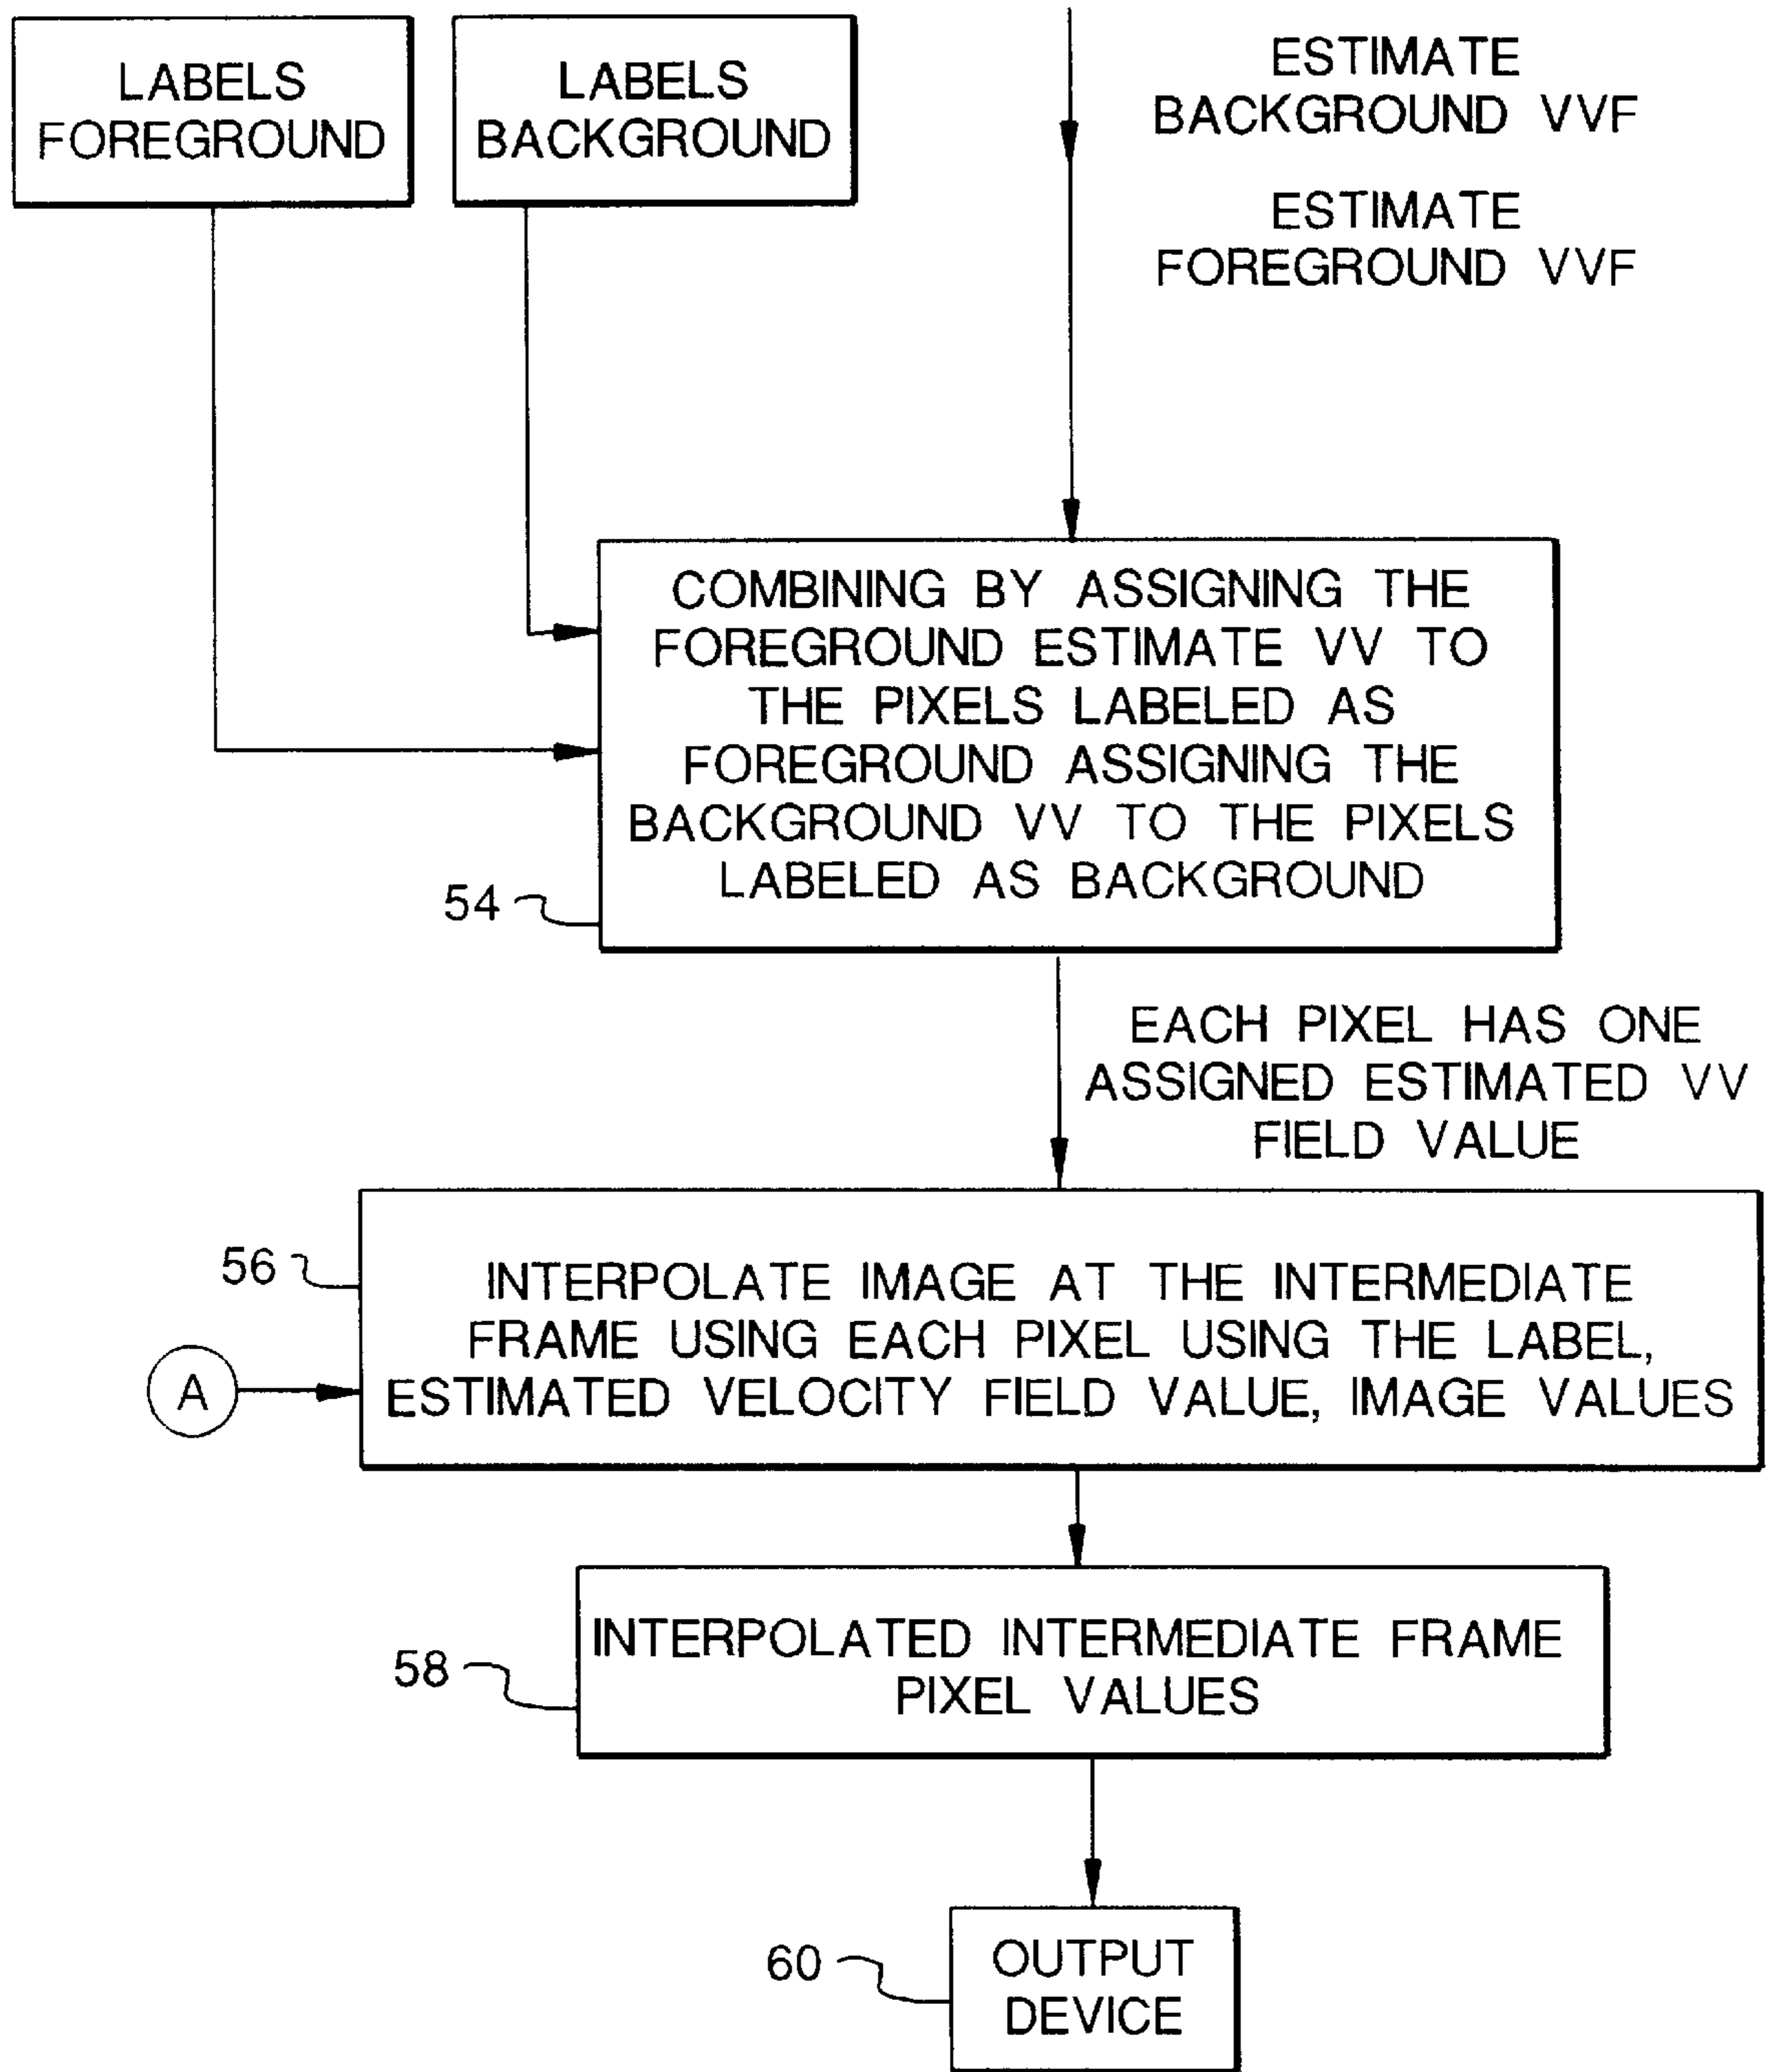 LABELS
FOREGROUND
LABELS
BACKGROUND
ESTIMATE
BACKGROUND VVF
ESTIMATE
FOREGROUND VVF
COMBINING BY ASSIGNING THE
FOREGROUND ESTIMATE VV TO
THE PIXELS LABELED AS
FOREGROUND ASSIGNING THE
BACKGROUND VV TO THE PIXELS
LABELED AS BACKGROUND
54
EACH PIXEL HAS ONE
ASSIGNED ESTIMATED VV
FIELD VALUE
56
INTERPOLATE IMAGE AT THE INTERMEDIATE
FRAME USING EACH PIXEL USING THE LABEL,
ESTIMATED VELOCITY FIELD VALUE, IMAGE VALUES
A
58
INTERPOLATED INTERMEDIATE FRAME
PIXEL VALUES
60
OUTPUT
DEVICE